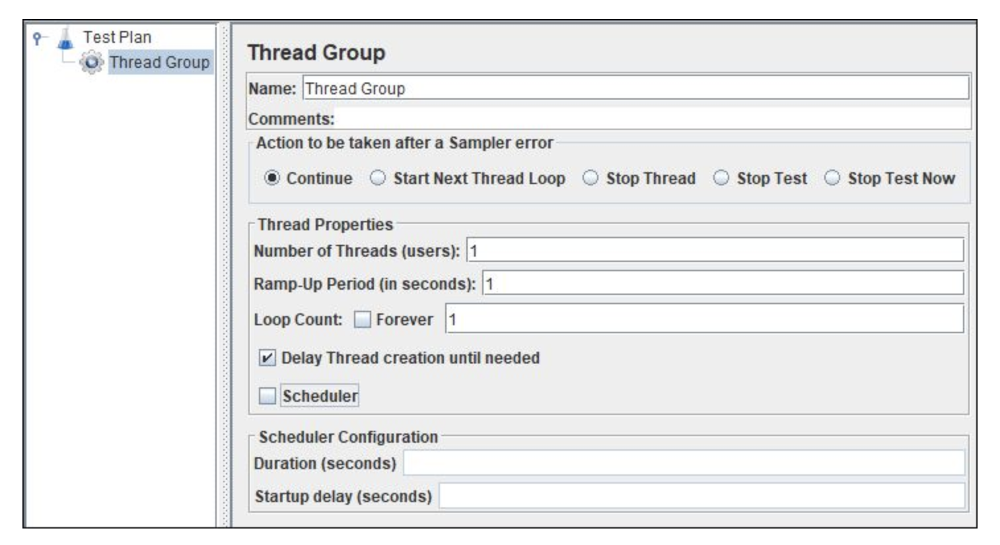 Test Plan
Thread Group
Thread Group
Name: Thread Group
Comments:
Action to be taken after a Sampler error
Continue Start Next Thread Loop Stop Thread Stop Test Stop Test Now
Thread Properties
Number of Threads (users): 1
Ramp-Up Period (in seconds): 1
Loop Count: Forever 1
Delay Thread creation until needed
Scheduler
Scheduler Configuration
Duration (seconds)
Startup delay (seconds)